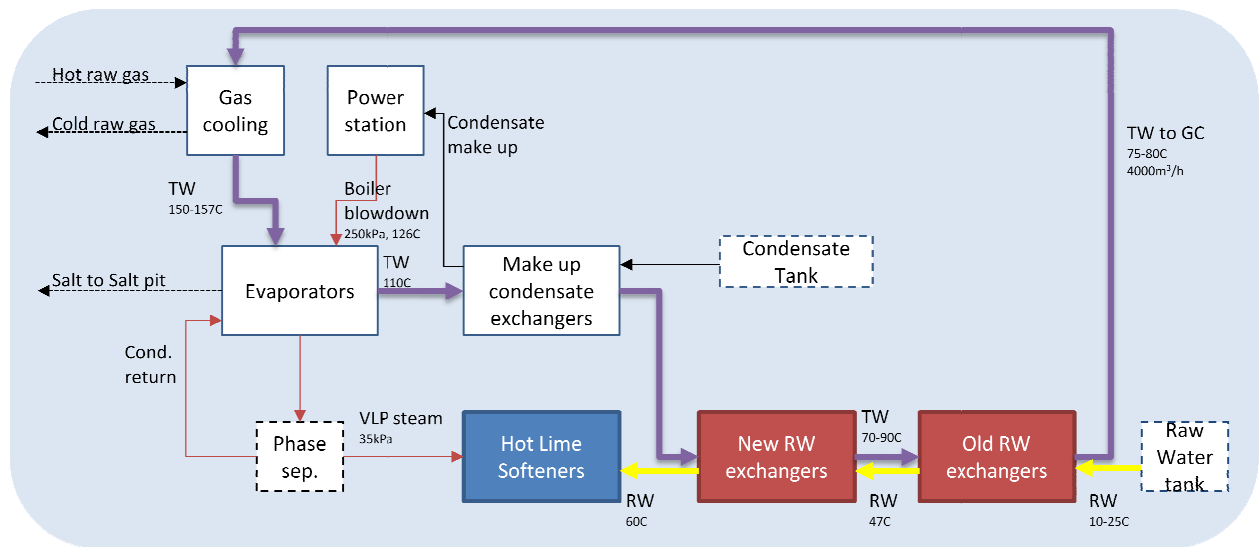 Hot raw gas
Cold raw gas
Gas
cooling
Power
station
Condensate
make up
TW to GC
75-80C
4000m³/h
TW
150-157C
Boiler
blowdown
250kPa, 126C
Salt to Salt pit
Evaporators
TW
110C
Make up
condensate
exchangers
Condensate
Tank
Cond.
return
Phase
sep.
VLP steam
35kPa
Hot Lime
Softeners
RW
60C
New RW
exchangers
TW
70-90C
RW
47C
Old RW
exchangers
RW
10-25C
Raw
Water
tank